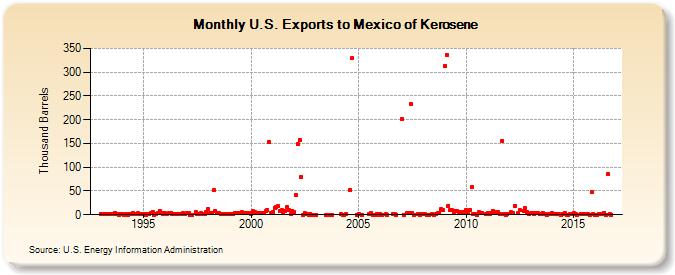 Monthly U.S. Exports to Mexico of Kerosene
Thousand Barrels
350
300
250
200
150
100
50
0
1995 2000 2005 2010 2015
Source: U.S. Energy Information Administration